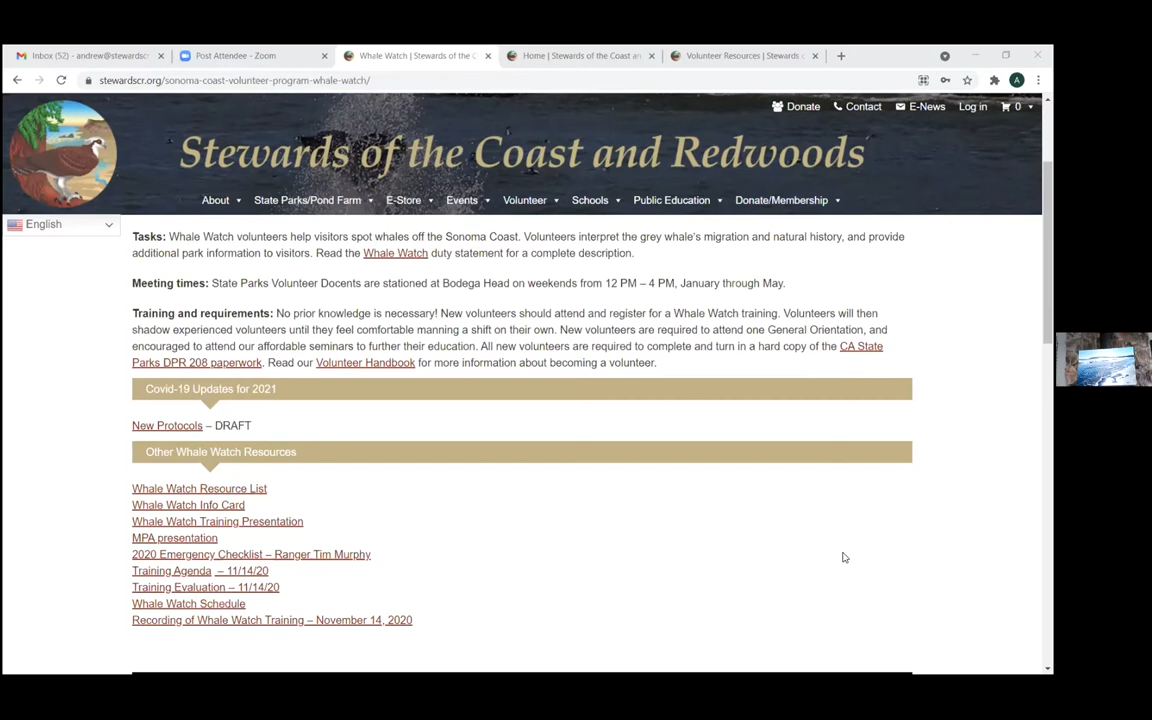 Inbox (52) - andrew@stewardscr
Post Attendee - Zoom
Whale Watch | Stewards of the C
Home | Stewards of the Coast an
Volunteer Resources | Stewards o
stewardscr.org/sonoma-coast-volunteer-program-whale-watch/
A
Donate
Contact
E-News
Log in
0
Stewards of the Coast and Redwoods
About
State Parks/Pond Farm
E-Store
Events
Volunteer
Schools
Public Education
Donate/Membership
English
Tasks: Whale Watch volunteers help visitors spot whales off the Sonoma Coast. Volunteers interpret the grey whale's migration and natural history, and provide
additional park information to visitors. Read the Whale Watch duty statement for a complete description.
Meeting times: State Parks Volunteer Docents are stationed at Bodega Head on weekends from 12 PM – 4 PM, January through May.
Training and requirements: No prior knowledge is necessary! New volunteers should attend and register for a Whale Watch training. Volunteers will then
shadow experienced volunteers until they feel comfortable manning a shift on their own. New volunteers are required to attend one General Orientation, and
encouraged to attend our affordable seminars to further their education. All new volunteers are required to complete and turn in a hard copy of the CA State
Parks DPR 208 paperwork. Read our Volunteer Handbook for more information about becoming a volunteer.
Covid-19 Updates for 2021
New Protocols – DRAFT
Other Whale Watch Resources
Whale Watch Resource List
Whale Watch Info Card
Whale Watch Training Presentation
MPA presentation
2020 Emergency Checklist – Ranger Tim Murphy
Training Agenda – 11/14/20
Training Evaluation – 11/14/20
Whale Watch Schedule
Recording of Whale Watch Training – November 14, 2020